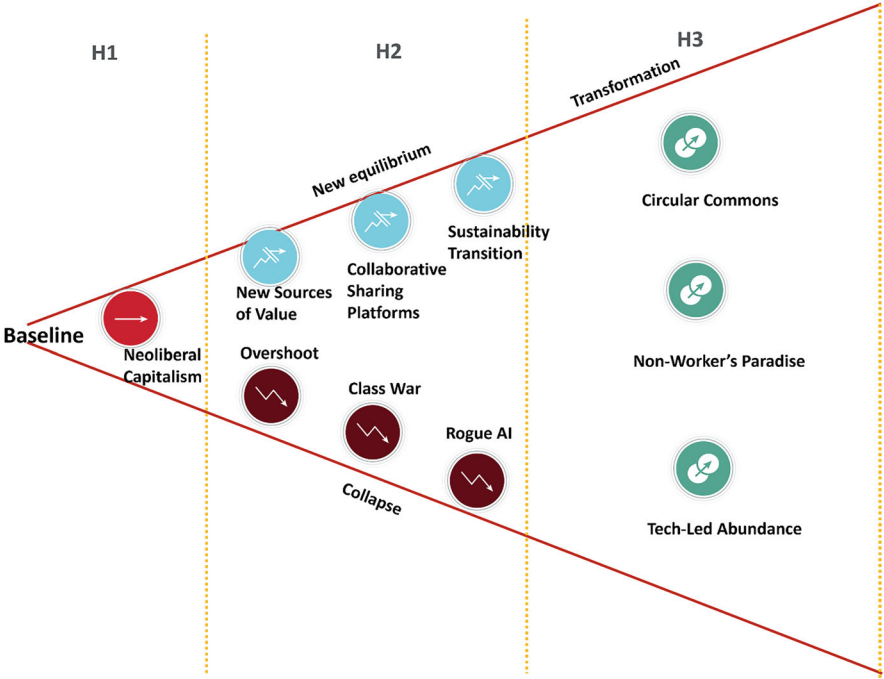 H1
H2
H3
Transformation
New equilibrium
Circular Commons
Sustainability
Transition
Collaborative
Sharing
Platforms
New Sources
of Value
Baseline
Neoliberal
Capitalism
Overshoot
Class War
Rogue AI
Collapse
Non-Worker's Paradise
Tech-Led Abundance